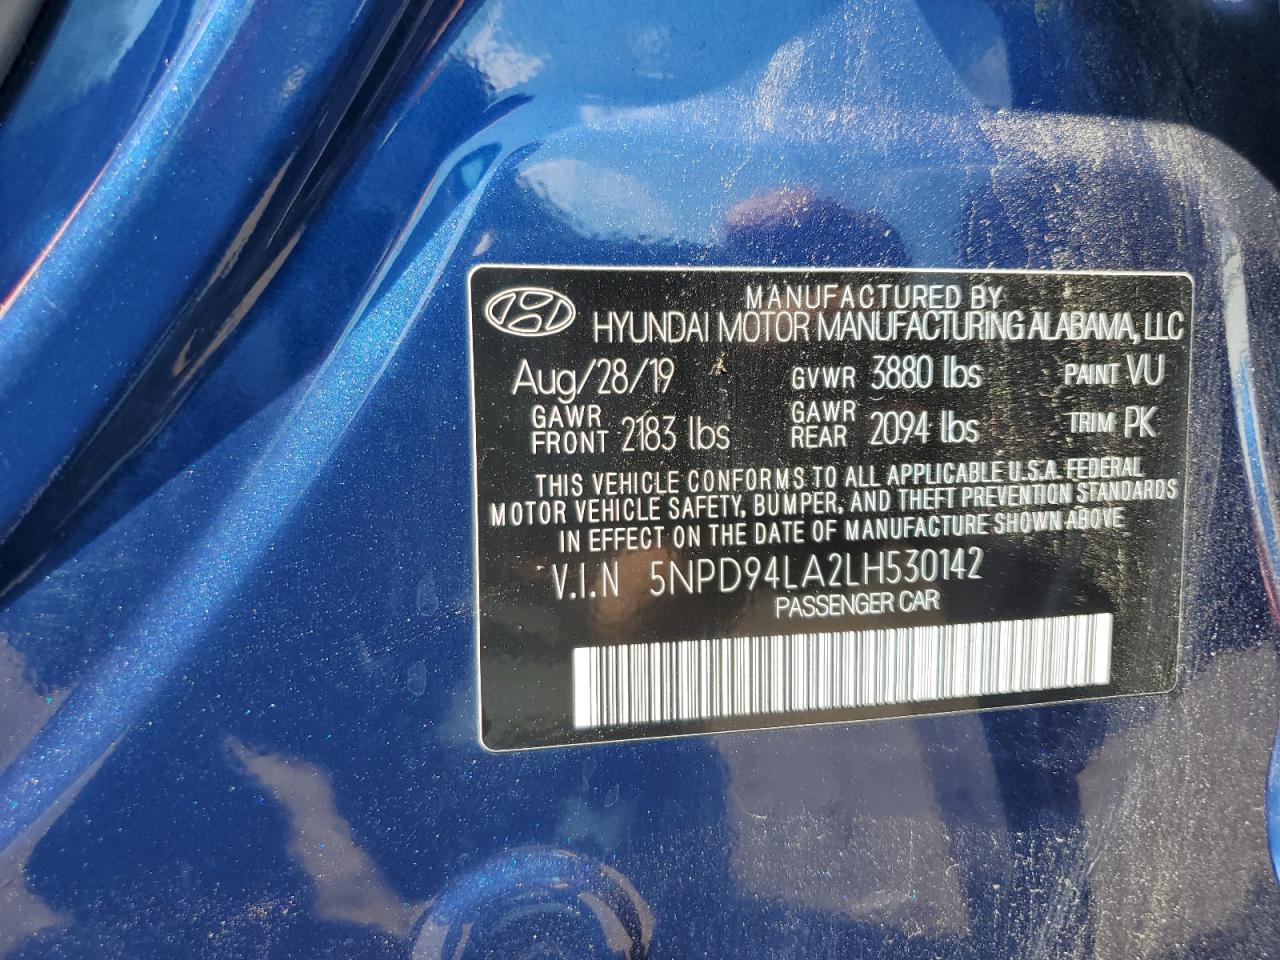 MANUFACTURED BY
HYUNDAI MOTOR MANUFACTURING ALABAMA, LLC
Aug/28/19 GVWR 3880 lbs PAINT VU
GAWR FRONT 2183 lbs GAWR REAR 2094 lbs TRIM PK
THIS VEHICLE CONFORMS TO ALL APPLICABLE U.S.A. FEDERAL
MOTOR VEHICLE SAFETY, BUMPER, AND THEFT PREVENTION STANDARDS
IN EFFECT ON THE DATE OF MANUFACTURE SHOWN ABOVE
V.I.N 5NPD94LA2LH530142
PASSENGER CAR